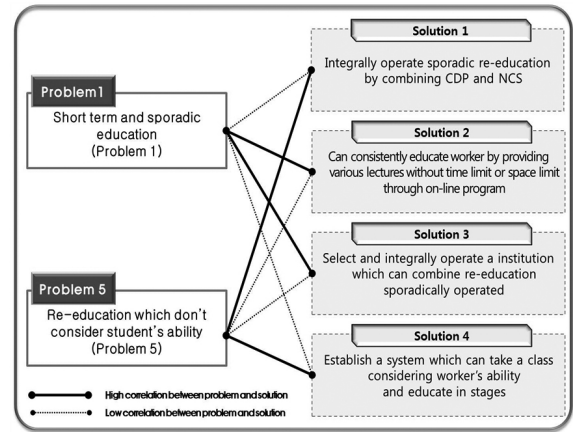 Problem1
Short term and sporadic
education
(Problem 1)
Problem 5
Re-education which don't
consider student's ability
(Problem 5)
High correlation between problem and solution
Low correlation between problem and solution
Solution 1
Integrally operate sporadic re-education
by combining CDP and NCS
Solution 2
Can consistently educate worker by providing
various lectures without time limit or space limit
through on-line program
Solution 3
Select and integrally operate a institution
which can combine re-education
sporadically operated
Solution 4
Establish a system which can take a class
considering worker's ability
and educate in stages